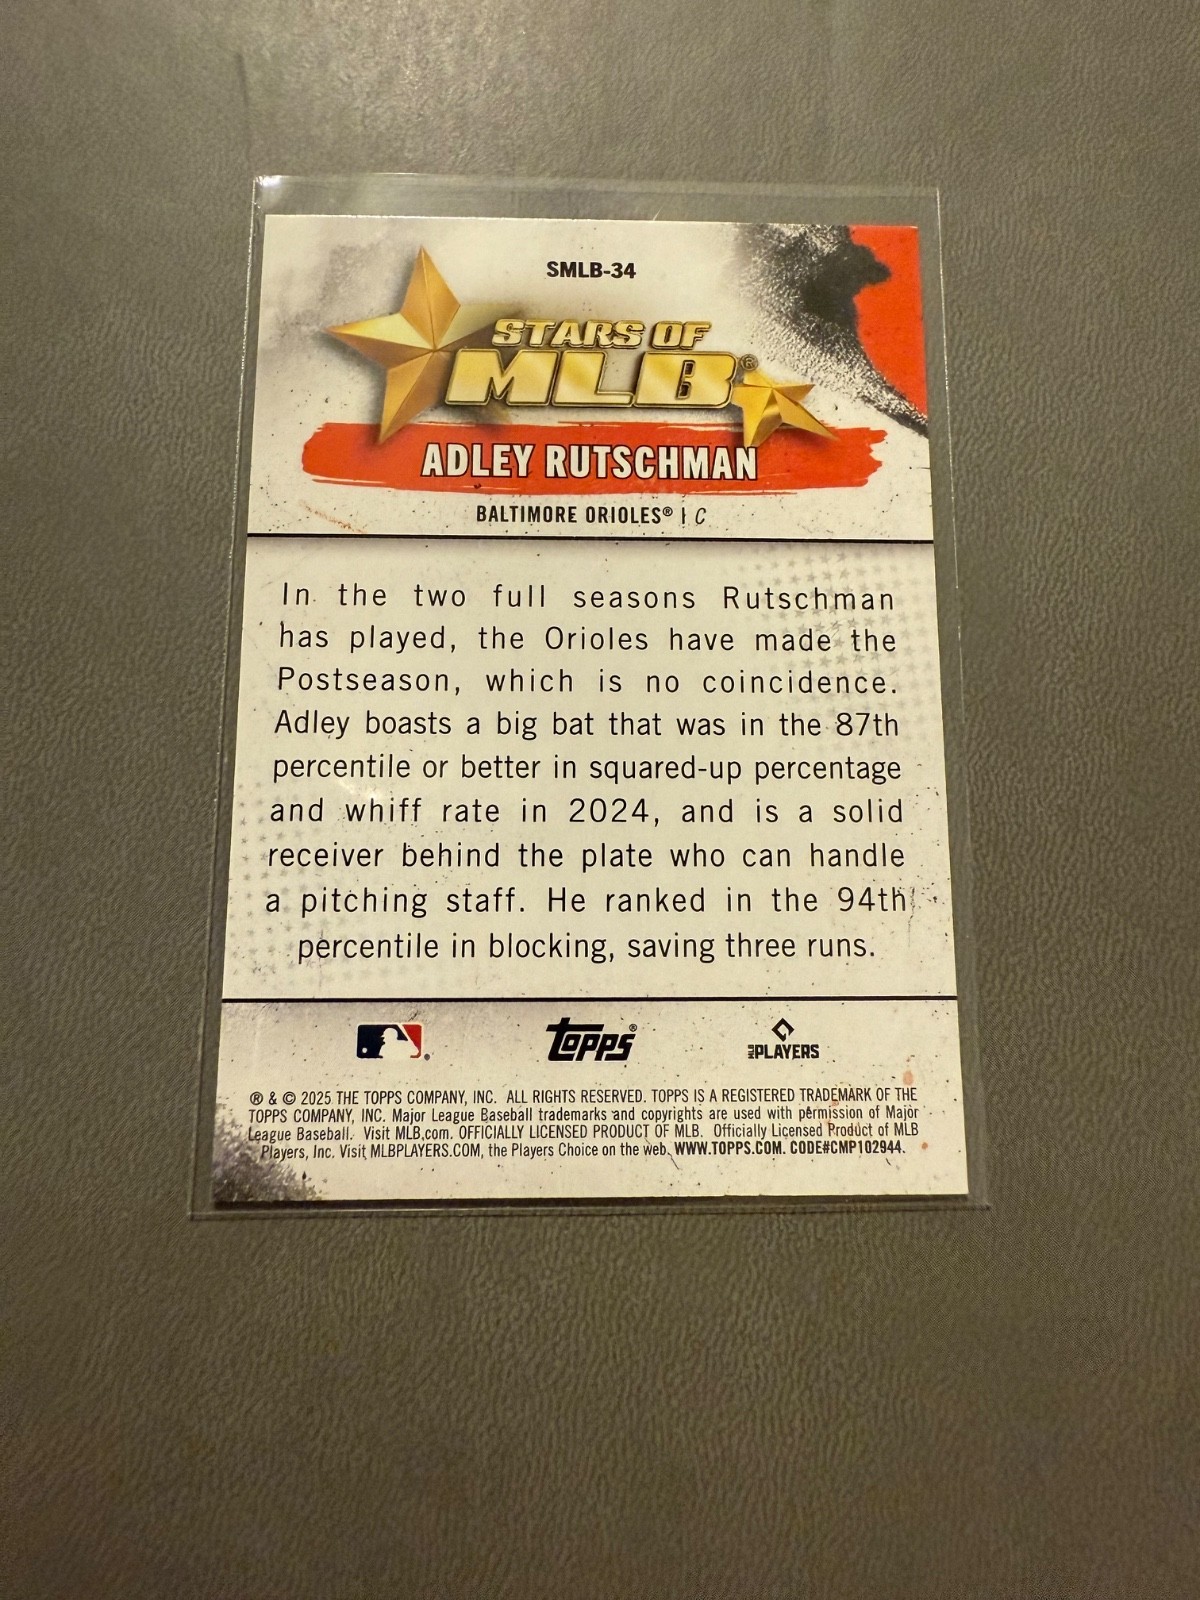 SMLB-34
STARS OF
MLB®
ADLEY RUTSCHMAN
BALTIMORE ORIOLES® | C
In the two full seasons Rutschman
has played, the Orioles have made the
Postseason, which is no coincidence.
Adley boasts a big bat that was in the 87th
percentile or better in squared-up percentage
and whiff rate in 2024, and is a solid
receiver behind the plate who can handle
a pitching staff. He ranked in the 94th
percentile in blocking, saving three runs.
topps®
MLB PLAYERS
® & © 2025 THE TOPPS COMPANY, INC. ALL RIGHTS RESERVED. TOPPS IS A REGISTERED TRADEMARK OF THE
TOPPS COMPANY, INC. Major League Baseball trademarks and copyrights are used with permission of Major
League Baseball. Visit MLB.com. OFFICIALLY LICENSED PRODUCT OF MLB. Officially Licensed Product of MLB
Players, Inc. Visit MLBPLAYERS.COM, the Players Choice on the web. WWW.TOPPS.COM. CODE#CMP102944.